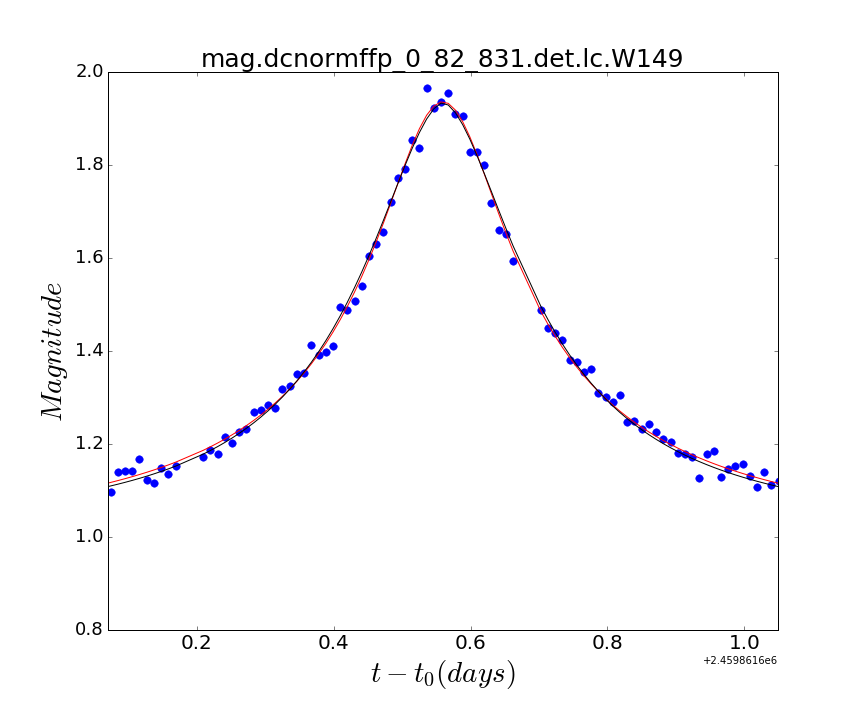 mag.dcnormffp_0_82_831.det.lc.W149
2.0
1.8
1.6
1.4
1.2
1.0
0.8
Magnitude
0.2 0.4 0.6 0.8 1.0
+2.4598616e6
t − t₀(days)